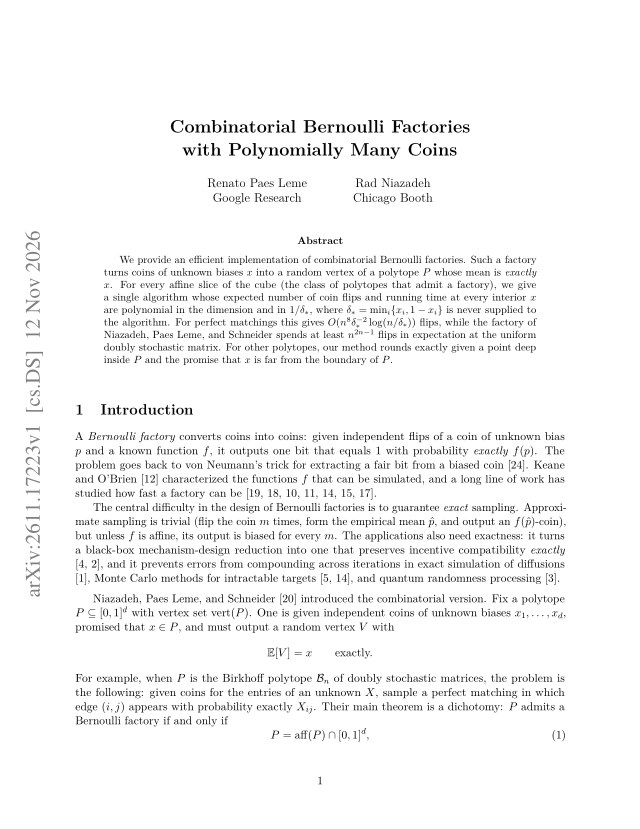 Combinatorial Bernoulli Factories
with Polynomially Many Coins
Renato Paes Leme
Google Research
Rad Niazadeh
Chicago Booth
Abstract
We provide an efficient implementation of combinatorial Bernoulli factories. Such a factory
turns coins of unknown biases x into a random vertex of a polytope P whose mean is exactly
x. For every affine slice of the cube (the class of polytopes that admit a factory), we give
a single algorithm whose expected number of coin flips and running time at every interior x
are polynomial in the dimension and in 1/δ∗, where δ∗ = minᵢ{xᵢ, 1 − xᵢ} is never supplied to
the algorithm. For perfect matchings this gives O(n⁸δ∗⁻² log(n/δ∗)) flips, while the factory of
Niazadeh, Paes Leme, and Schneider spends at least n²ⁿ⁻¹ flips in expectation at the uniform
doubly stochastic matrix. For other polytopes, our method rounds exactly given a point deep
inside P and the promise that x is far from the boundary of P.
1 Introduction
A Bernoulli factory converts coins into coins: given independent flips of a coin of unknown bias
p and a known function f, it outputs one bit that equals 1 with probability exactly f(p). The
problem goes back to von Neumann's trick for extracting a fair bit from a biased coin [24]. Keane
and O'Brien [12] characterized the functions f that can be simulated, and a long line of work has
studied how fast a factory can be [19, 18, 10, 11, 14, 15, 17].
The central difficulty in the design of Bernoulli factories is to guarantee exact sampling. Approxi-
mate sampling is trivial (flip the coin m times, form the empirical mean p̂, and output an f(p̂)-coin),
but unless f is affine, its output is biased for every m. The applications also need exactness: it turns
a black-box mechanism-design reduction into one that preserves incentive compatibility exactly
[4, 2], and it prevents errors from compounding across iterations in exact simulation of diffusions
[1], Monte Carlo methods for intractable targets [5, 14], and quantum randomness processing [3].
Niazadeh, Paes Leme, and Schneider [20] introduced the combinatorial version. Fix a polytope
P ⊆ [0, 1]ᵈ with vertex set vert(P). One is given independent coins of unknown biases x₁, . . . , x_d,
promised that x ∈ P, and must output a random vertex V with
𝔼[V] = x exactly.
For example, when P is the Birkhoff polytope ℬₙ of doubly stochastic matrices, the problem is
the following: given coins for the entries of an unknown X, sample a perfect matching in which
edge (i, j) appears with probability exactly Xᵢⱼ. Their main theorem is a dichotomy: P admits a
Bernoulli factory if and only if
P = aff(P) ∩ [0, 1]ᵈ, (1)
1
arXiv:2611.17223v1 [cs.DS] 12 Nov 2026